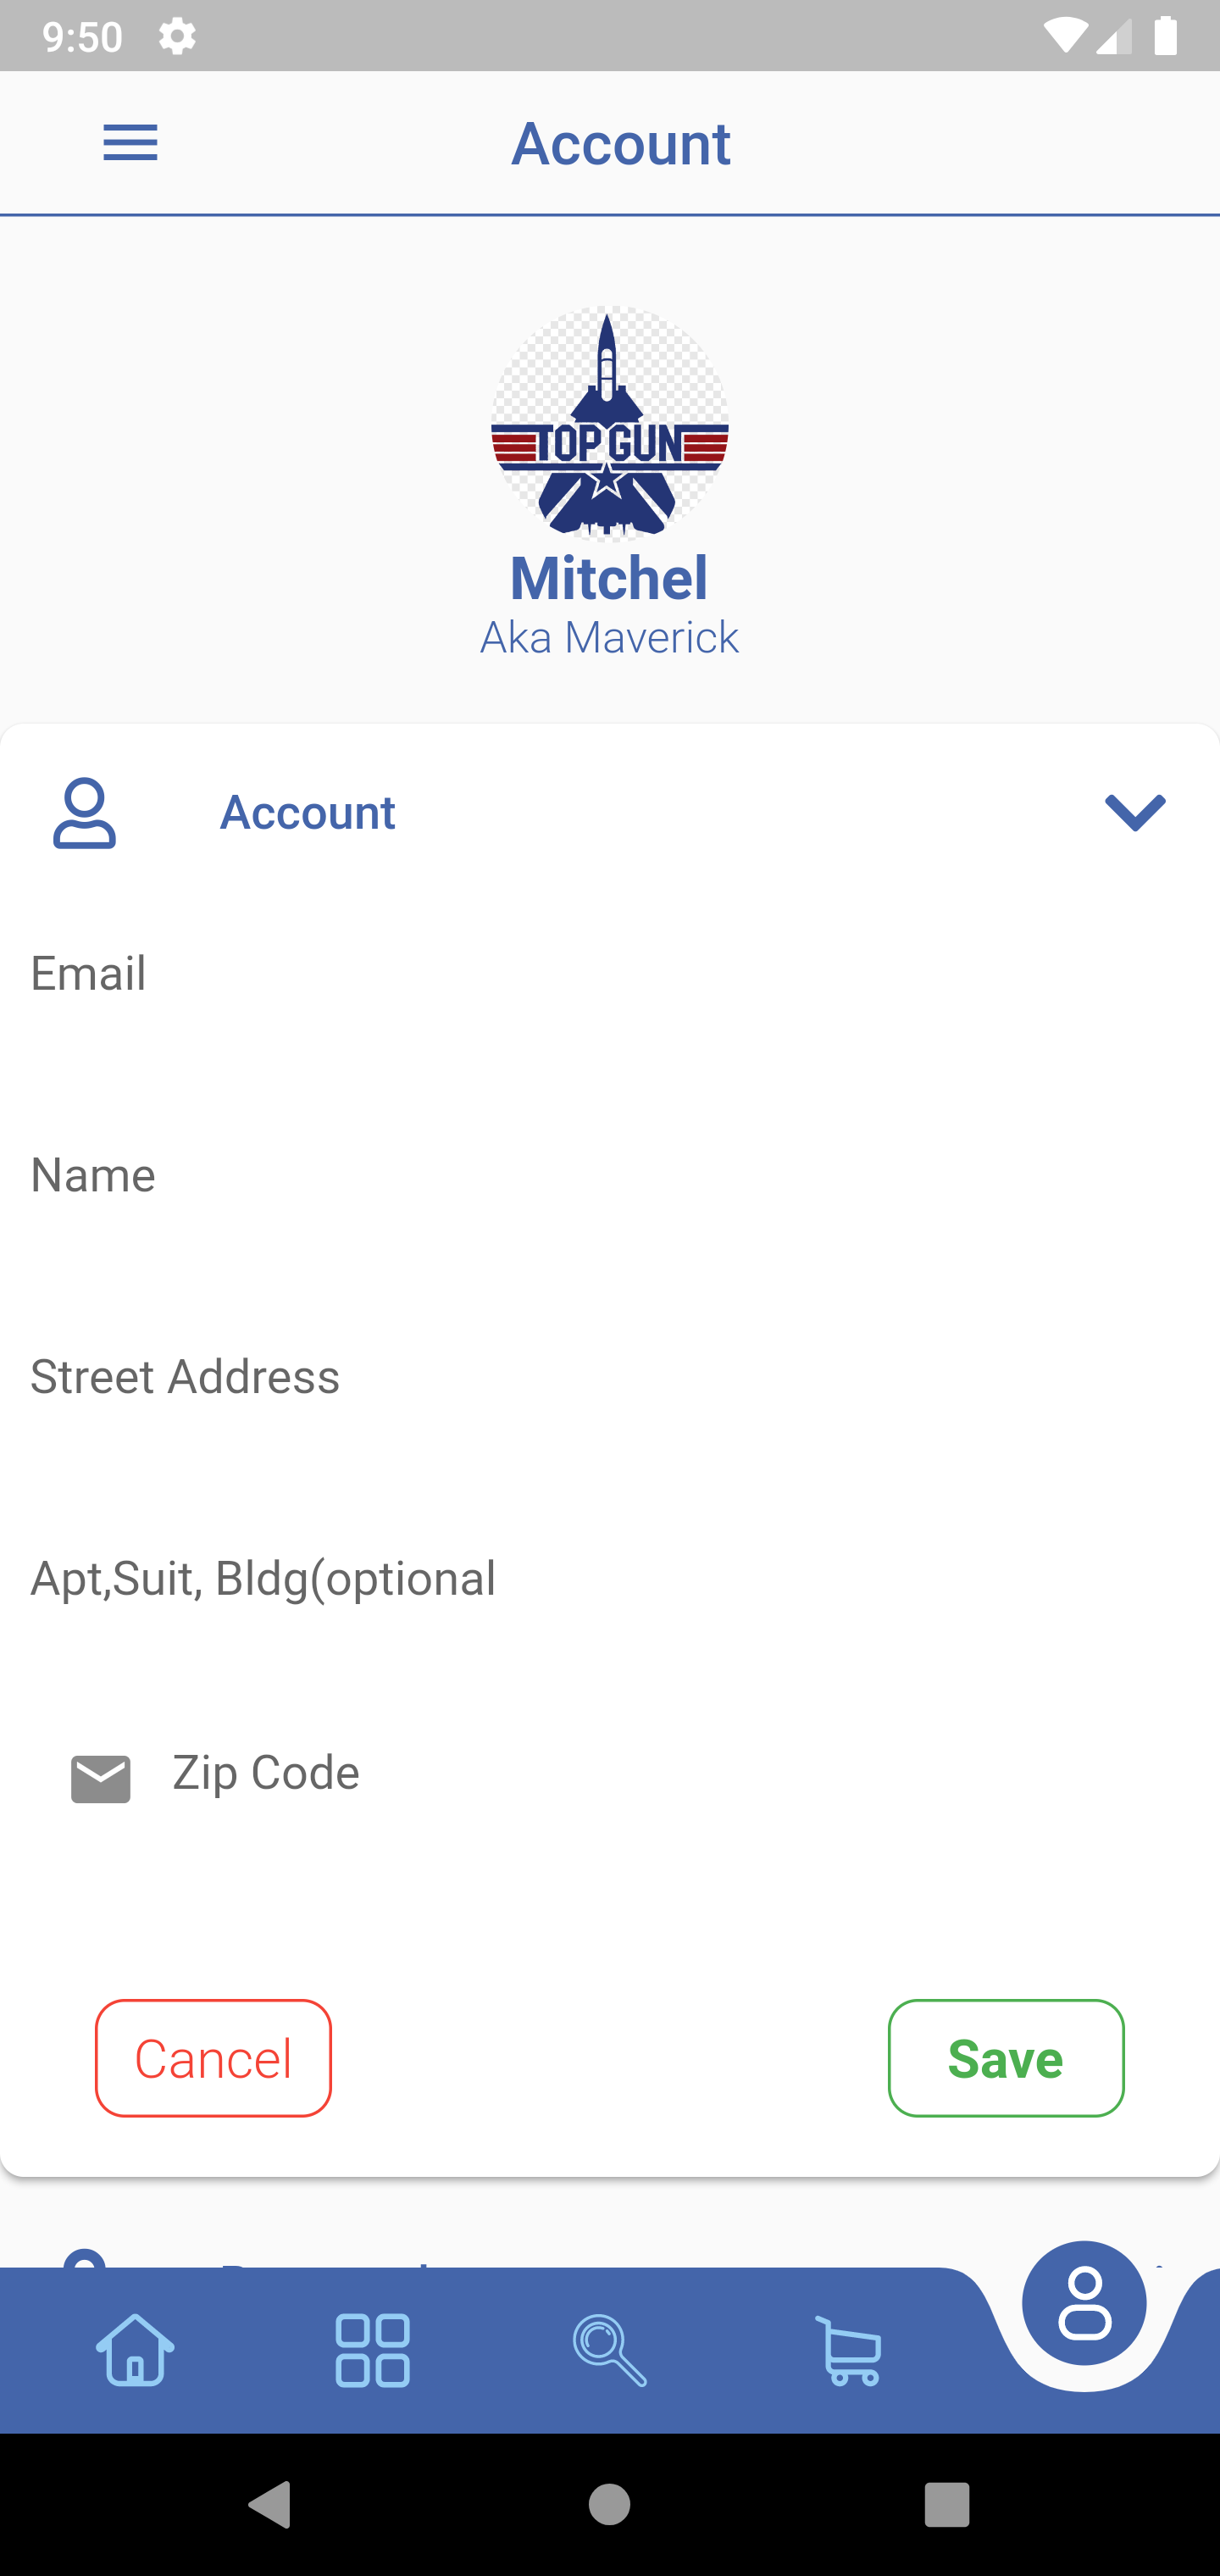 9:50
Account
TOP GUN
Mitchel
Aka Maverick
Account
Email
Name
Street Address
Apt,Suit, Bldg(optional
Zip Code
Cancel
Save